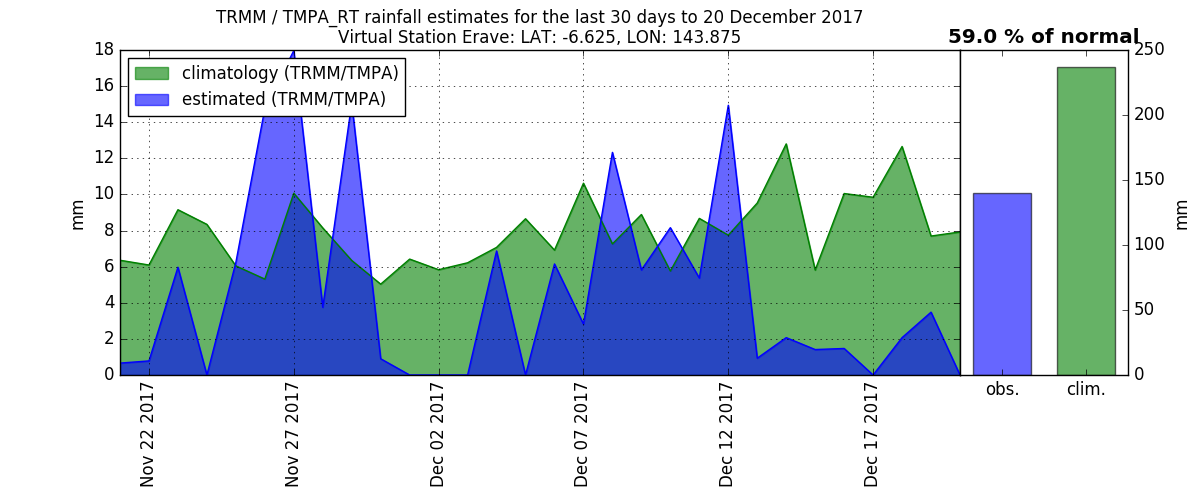 TRMM / TMPA_RT rainfall estimates for the last 30 days to 20 December 2017
Virtual Station Erave: LAT: -6.625, LON: 143.875
59.0 % of normal
climatology (TRMM/TMPA)
estimated (TRMM/TMPA)
18
16
14
12
10
8
6
4
2
0
mm
Nov 22 2017
Nov 27 2017
Dec 02 2017
Dec 07 2017
Dec 12 2017
Dec 17 2017
250
200
150
100
50
0
mm
obs.
clim.